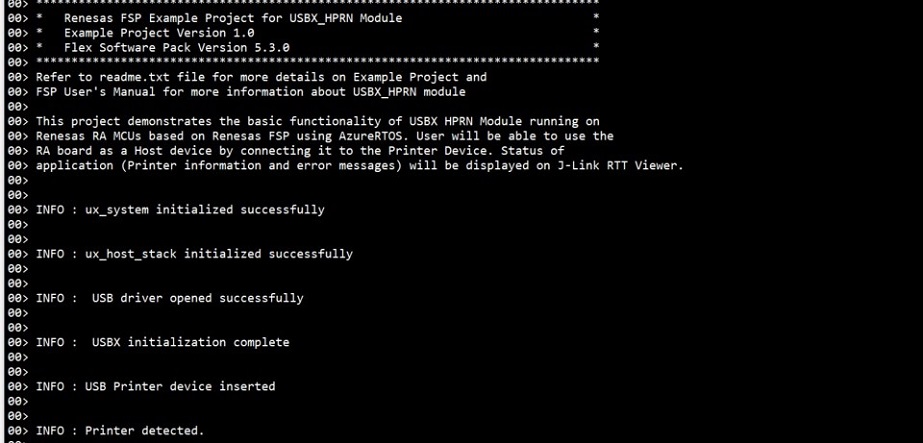 00> *******************************************************************************
00> *   Renesas FSP Example Project for USBX_HPRN Module                           *
00> *   Example Project Version 1.0                                                *
00> *   Flex Software Pack Version 5.3.0                                           *
00> *******************************************************************************
00> Refer to readme.txt file for more details on Example Project and
00> FSP User's Manual for more information about USBX_HPRN module
00>
00> This project demonstrates the basic functionality of USBX HPRN Module running on
00> Renesas RA MCUs based on Renesas FSP using AzureRTOS. User will be able to use the
00> RA board as a Host device by connecting it to the Printer Device. Status of
00> application (Printer information and error messages) will be displayed on J-Link RTT Viewer.
00>
00>
00> INFO : ux_system initialized successfully
00>
00>
00> INFO : ux_host_stack initialized successfully
00>
00>
00> INFO :  USB driver opened successfully
00>
00>
00> INFO :  USBX initialization complete
00>
00>
00> INFO : USB Printer device inserted
00>
00>
00> INFO : Printer detected.